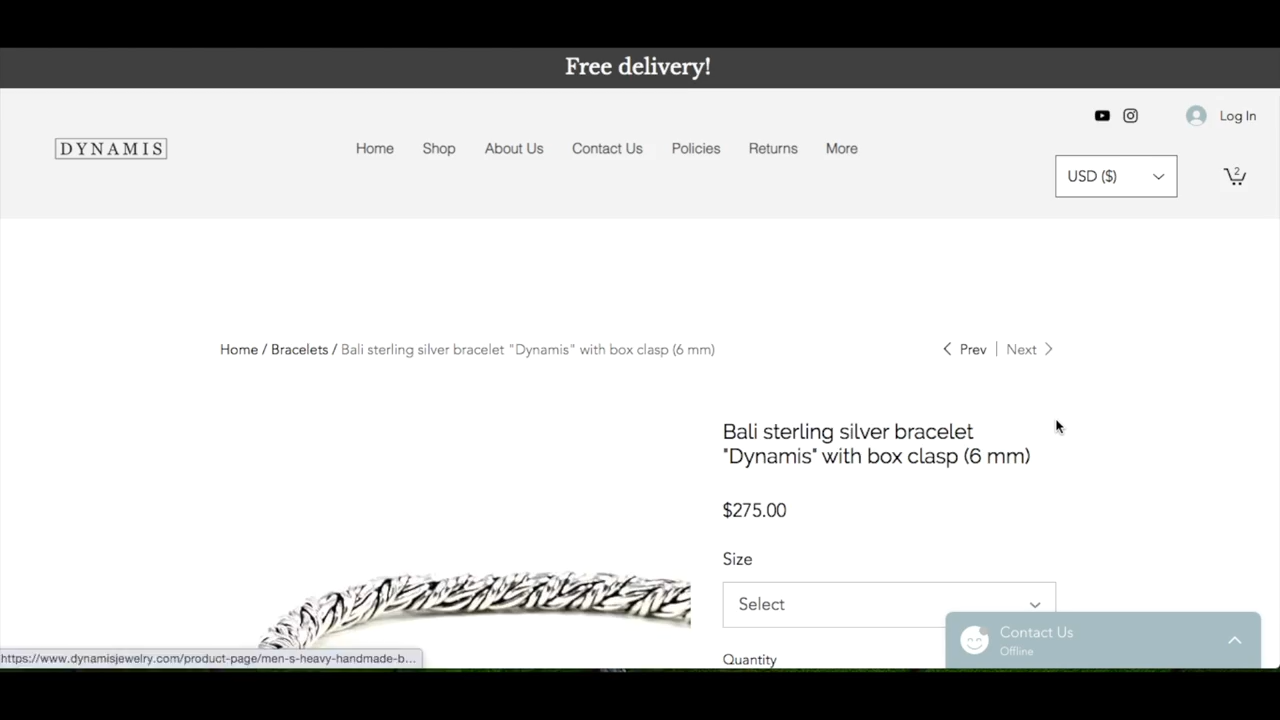 Free delivery!
DYNAMIS
Home Shop About Us Contact Us Policies Returns More
Log In
USD ($)
2
Home / Bracelets / Bali sterling silver bracelet "Dynamis" with box clasp (6 mm)
Prev | Next
Bali sterling silver bracelet
"Dynamis" with box clasp (6 mm)
$275.00
Size
Select
Contact Us
Offline
Quantity
https://www.dynamisjewelry.com/product-page/men-s-heavy-handmade-b...